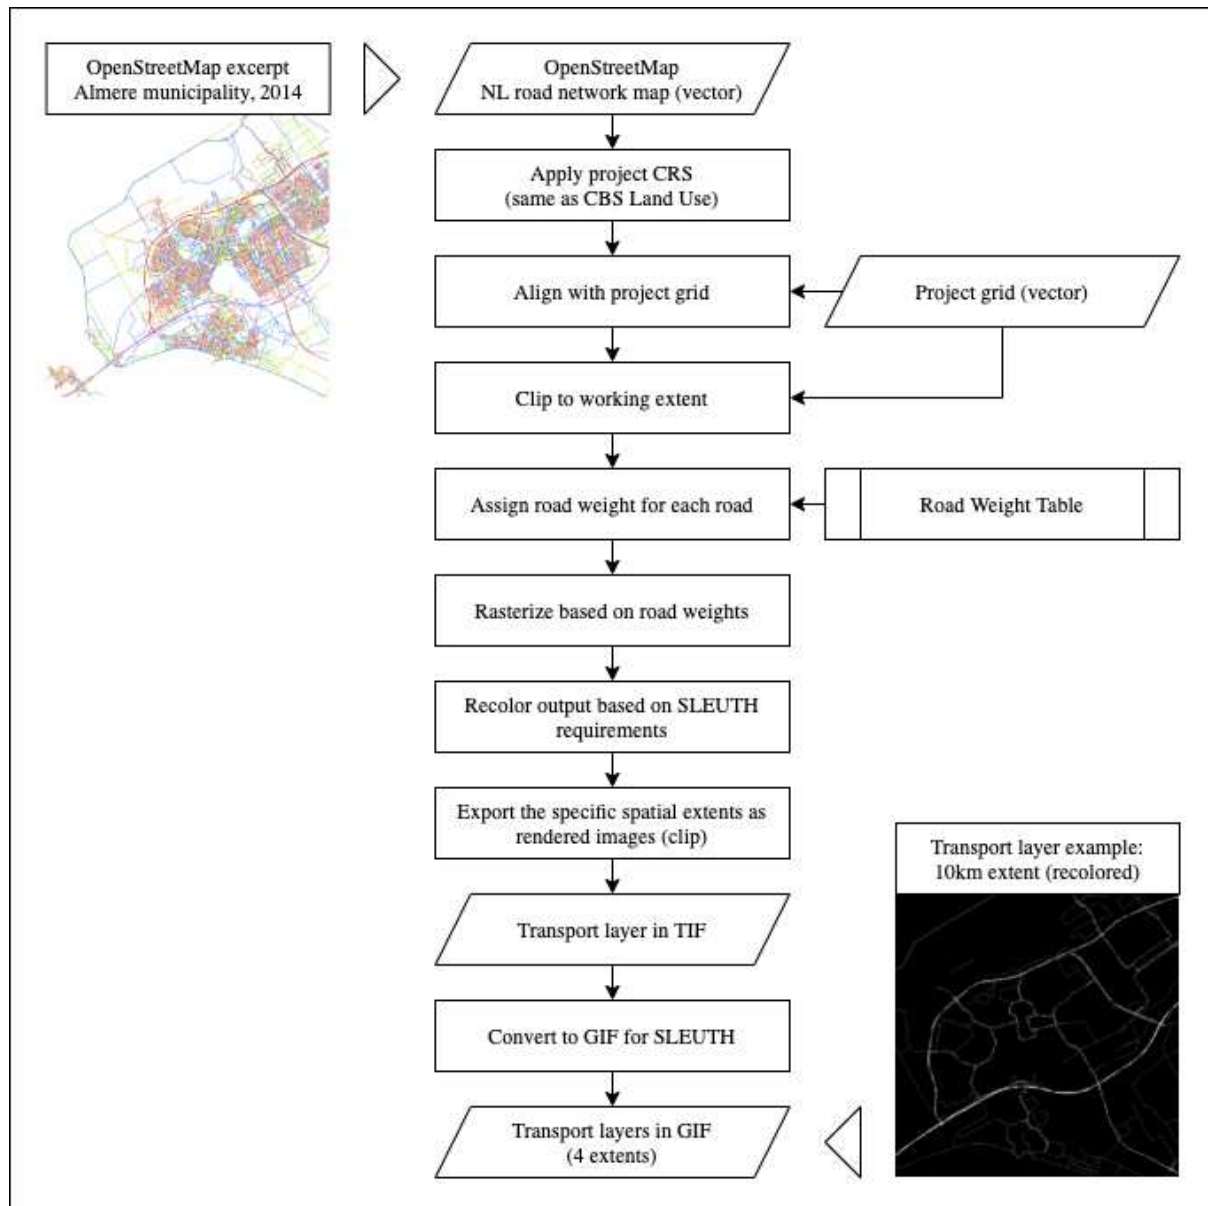 OpenStreetMap excerpt
Almere municipality, 2014
OpenStreetMap
NL road network map (vector)
Apply project CRS
(same as CBS Land Use)
Align with project grid
Project grid (vector)
Clip to working extent
Assign road weight for each road
Road Weight Table
Rasterize based on road weights
Recolor output based on SLEUTH
requirements
Export the specific spatial extents as
rendered images (clip)
Transport layer example:
10km extent (recolored)
Transport layer in TIF
Convert to GIF for SLEUTH
Transport layers in GIF
(4 extents)